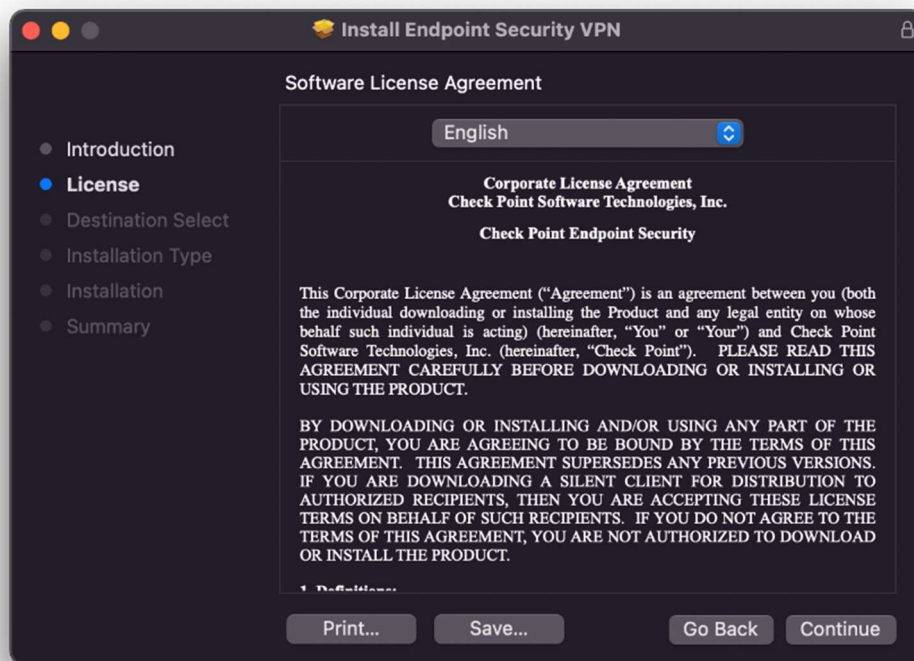 Install Endpoint Security VPN
Software License Agreement
Introduction
License
Destination Select
Installation Type
Installation
Summary
English
Corporate License Agreement
Check Point Software Technologies, Inc.
Check Point Endpoint Security
This Corporate License Agreement (“Agreement”) is an agreement between you (both
the individual downloading or installing the Product and any legal entity on whose
behalf such individual is acting) (hereinafter, “You” or “Your”) and Check Point
Software Technologies, Inc. (hereinafter, “Check Point”). PLEASE READ THIS
AGREEMENT CAREFULLY BEFORE DOWNLOADING OR INSTALLING OR
USING THE PRODUCT.
BY DOWNLOADING OR INSTALLING AND/OR USING ANY PART OF THE
PRODUCT, YOU ARE AGREEING TO BE BOUND BY THE TERMS OF THIS
AGREEMENT. THIS AGREEMENT SUPERSEDES ANY PREVIOUS VERSIONS.
IF YOU ARE DOWNLOADING A SILENT CLIENT FOR DISTRIBUTION TO
AUTHORIZED RECIPIENTS, THEN YOU ARE ACCEPTING THESE LICENSE
TERMS ON BEHALF OF SUCH RECIPIENTS. IF YOU DO NOT AGREE TO THE
TERMS OF THIS AGREEMENT, YOU ARE NOT AUTHORIZED TO DOWNLOAD
OR INSTALL THE PRODUCT.
1. Definitions:
Print...
Save...
Go Back
Continue